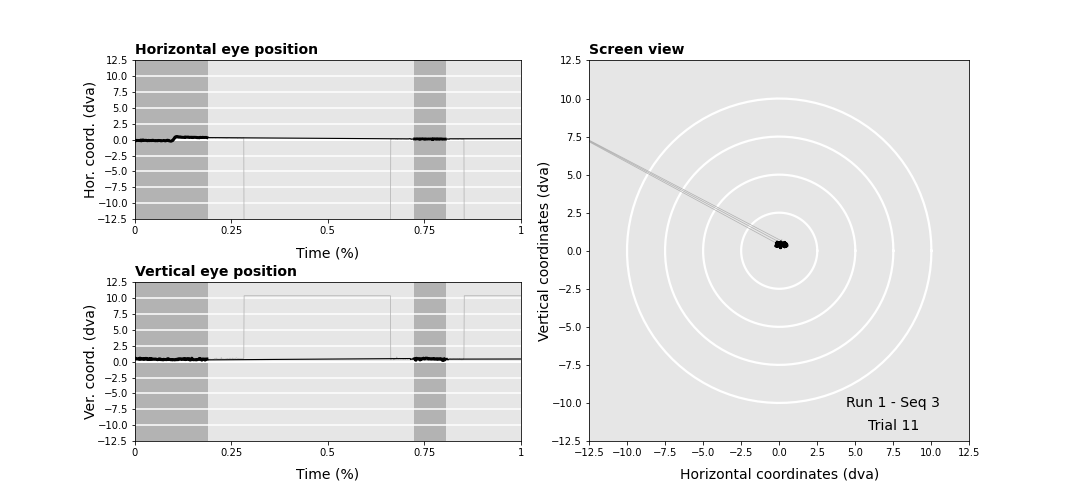 Horizontal eye position
Hor. coord. (dva)
12.5
10.0
7.5
5.0
2.5
0.0
−2.5
−5.0
−7.5
−10.0
−12.5
0 0.25 0.5 0.75 1
Time (%)
Vertical eye position
Ver. coord. (dva)
12.5
10.0
7.5
5.0
2.5
0.0
−2.5
−5.0
−7.5
−10.0
−12.5
0 0.25 0.5 0.75 1
Time (%)
Screen view
Vertical coordinates (dva)
12.5
10.0
7.5
5.0
2.5
0.0
−2.5
−5.0
−7.5
−10.0
−12.5
Run 1 - Seq 3
Trial 11
−12.5 −10.0 −7.5 −5.0 −2.5 0.0 2.5 5.0 7.5 10.0 12.5
Horizontal coordinates (dva)